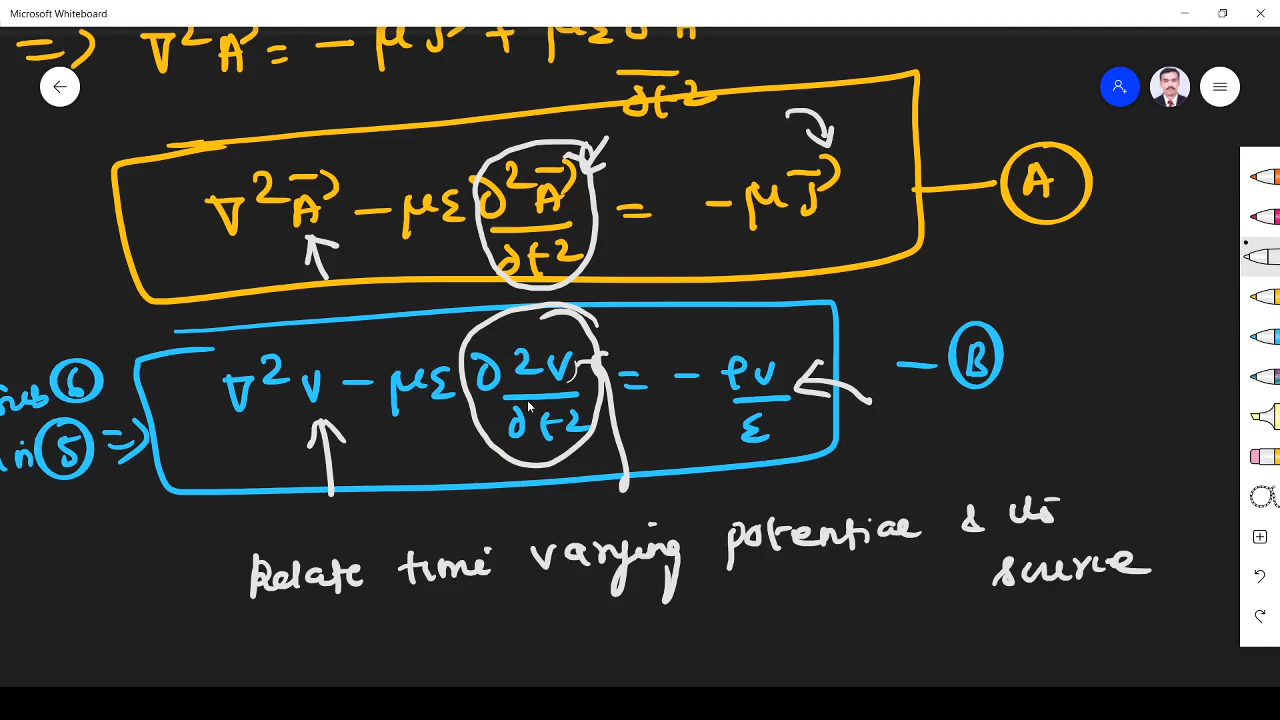 Microsoft Whiteboard
=> ∇²A = - μJ + με∂²A
∂t²
∇²A⃗ - με ∂²A⃗/∂t² = - μJ⃗ — A
6
∇²V - με ∂²V/∂t² = - ρv/ε — B
in 5 =>
Relate time varying potential & its
source